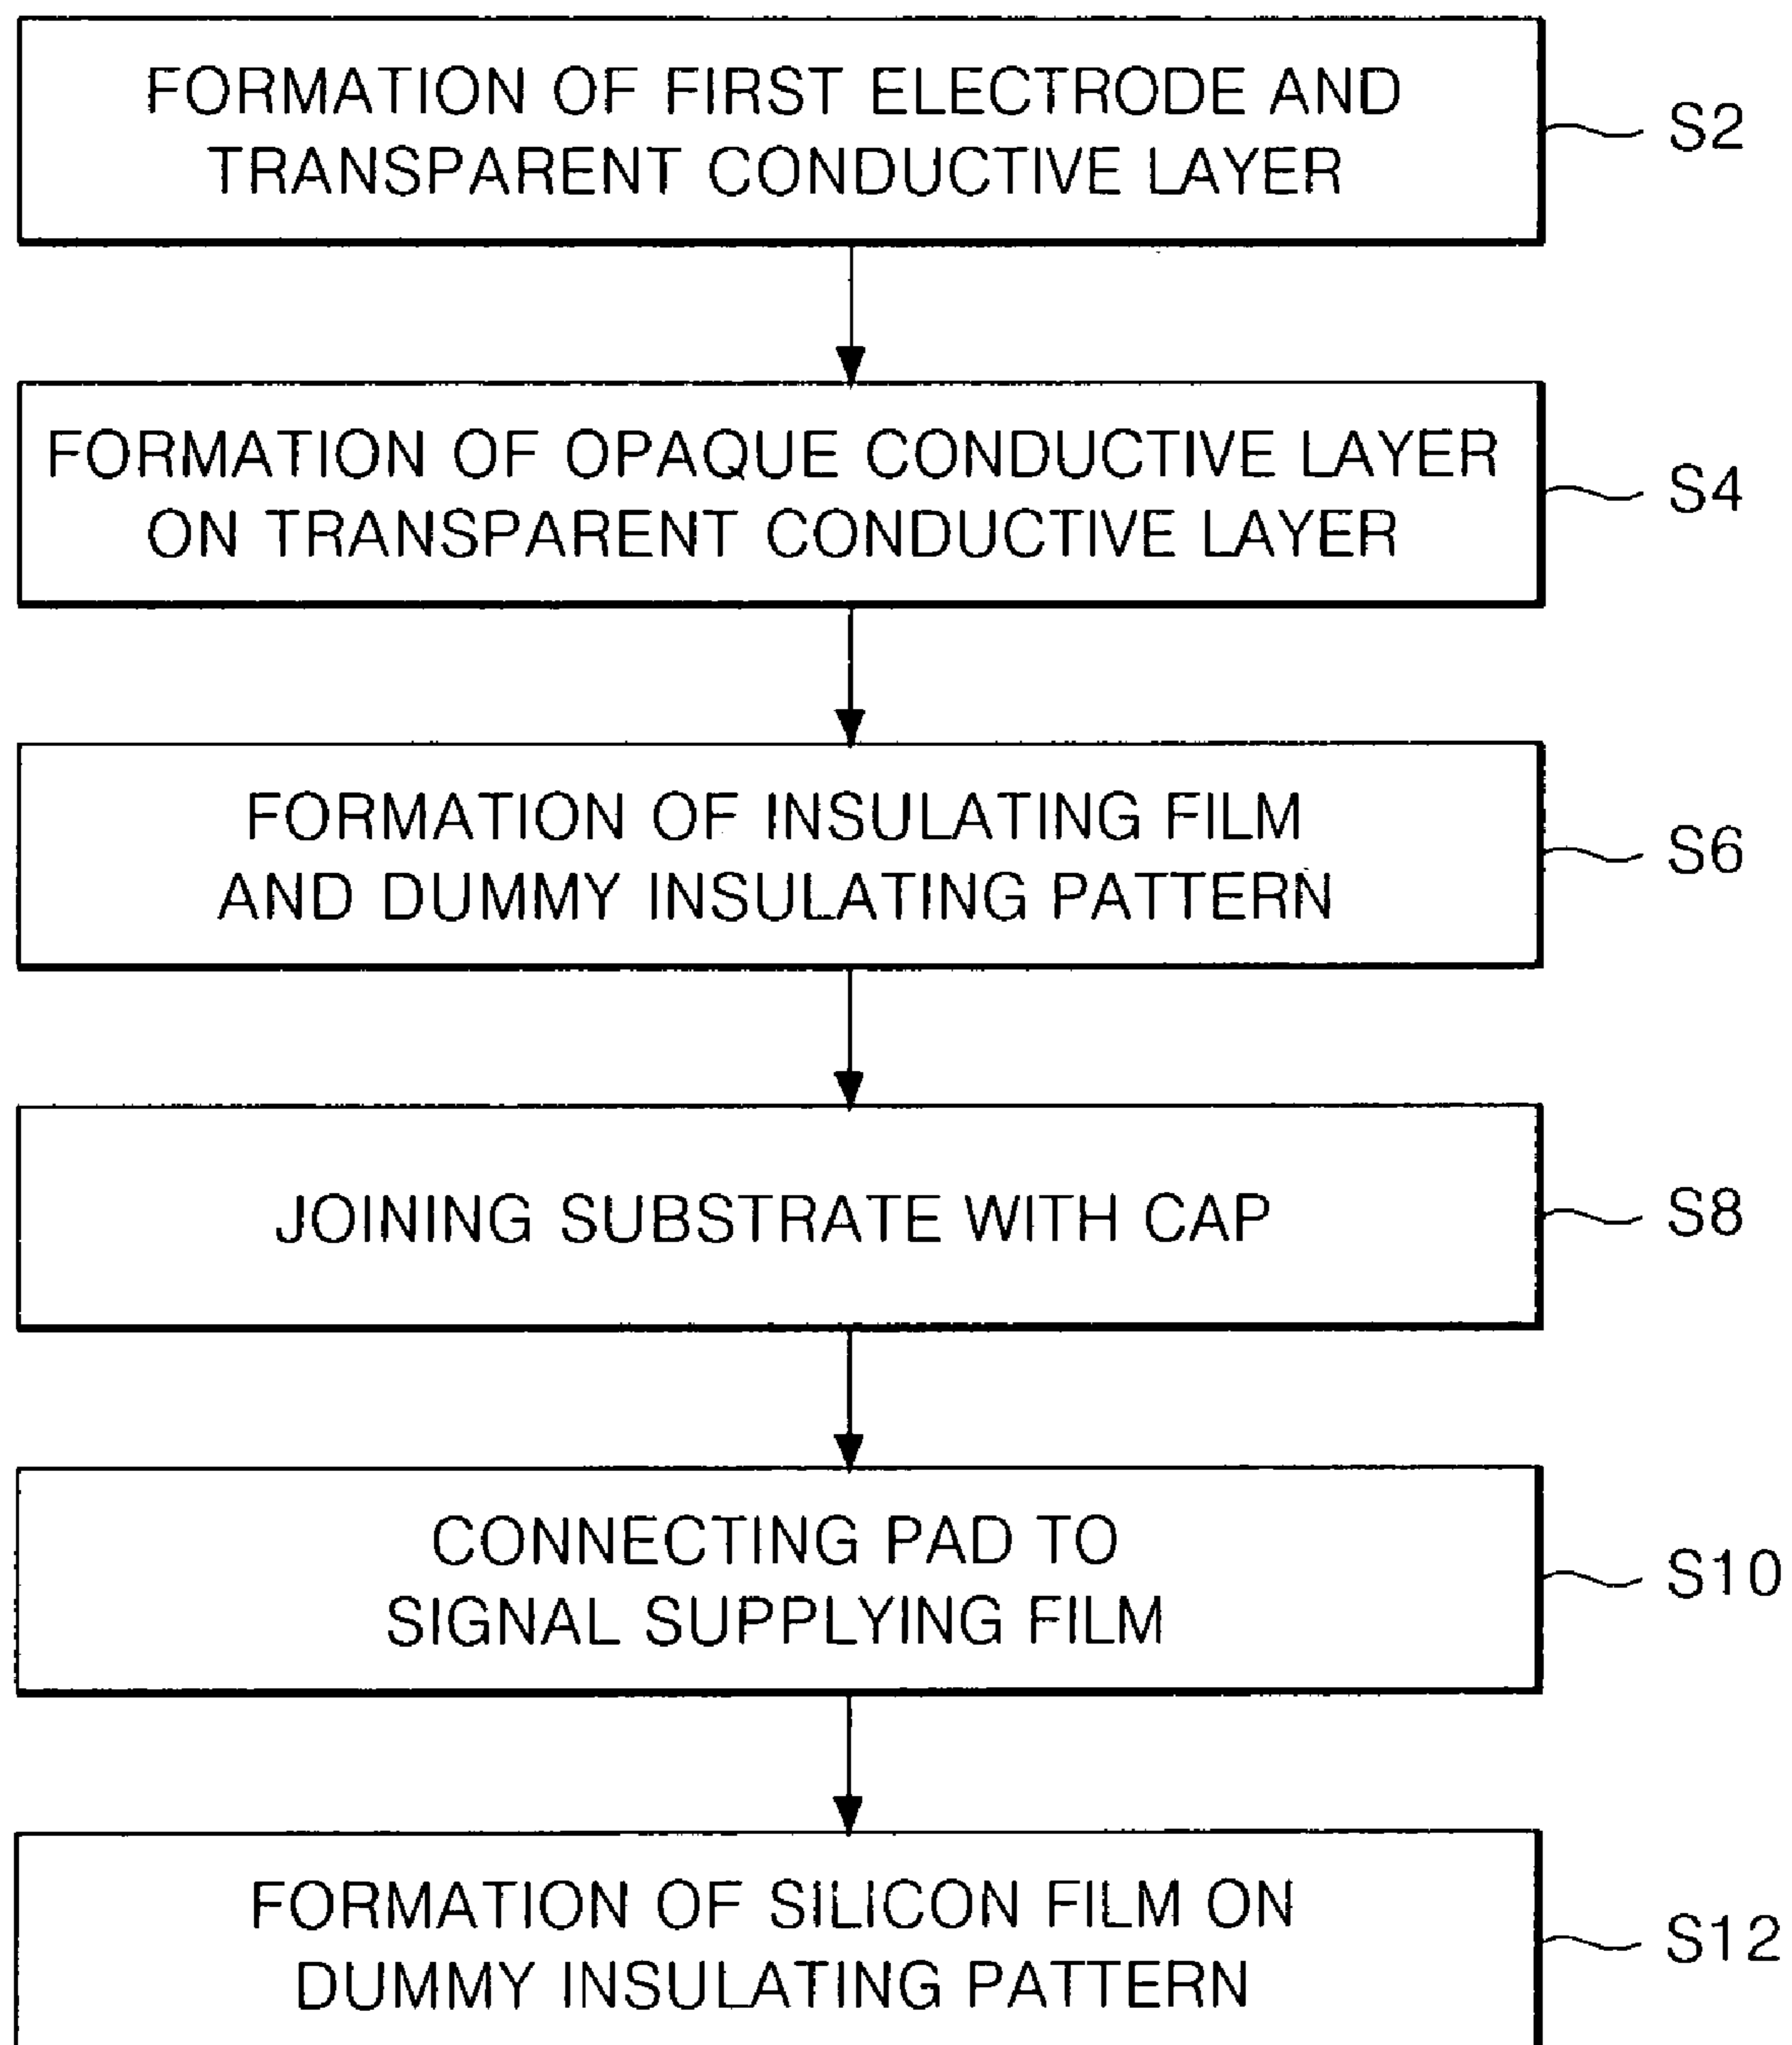 FORMATION OF FIRST ELECTRODE AND
TRANSPARENT CONDUCTIVE LAYER
S2
FORMATION OF OPAQUE CONDUCTIVE LAYER
ON TRANSPARENT CONDUCTIVE LAYER
S4
FORMATION OF INSULATING FILM
AND DUMMY INSULATING PATTERN
S6
JOINING SUBSTRATE WITH CAP
S8
CONNECTING PAD TO
SIGNAL SUPPLYING FILM
S10
FORMATION OF SILICON FILM ON
DUMMY INSULATING PATTERN
S12